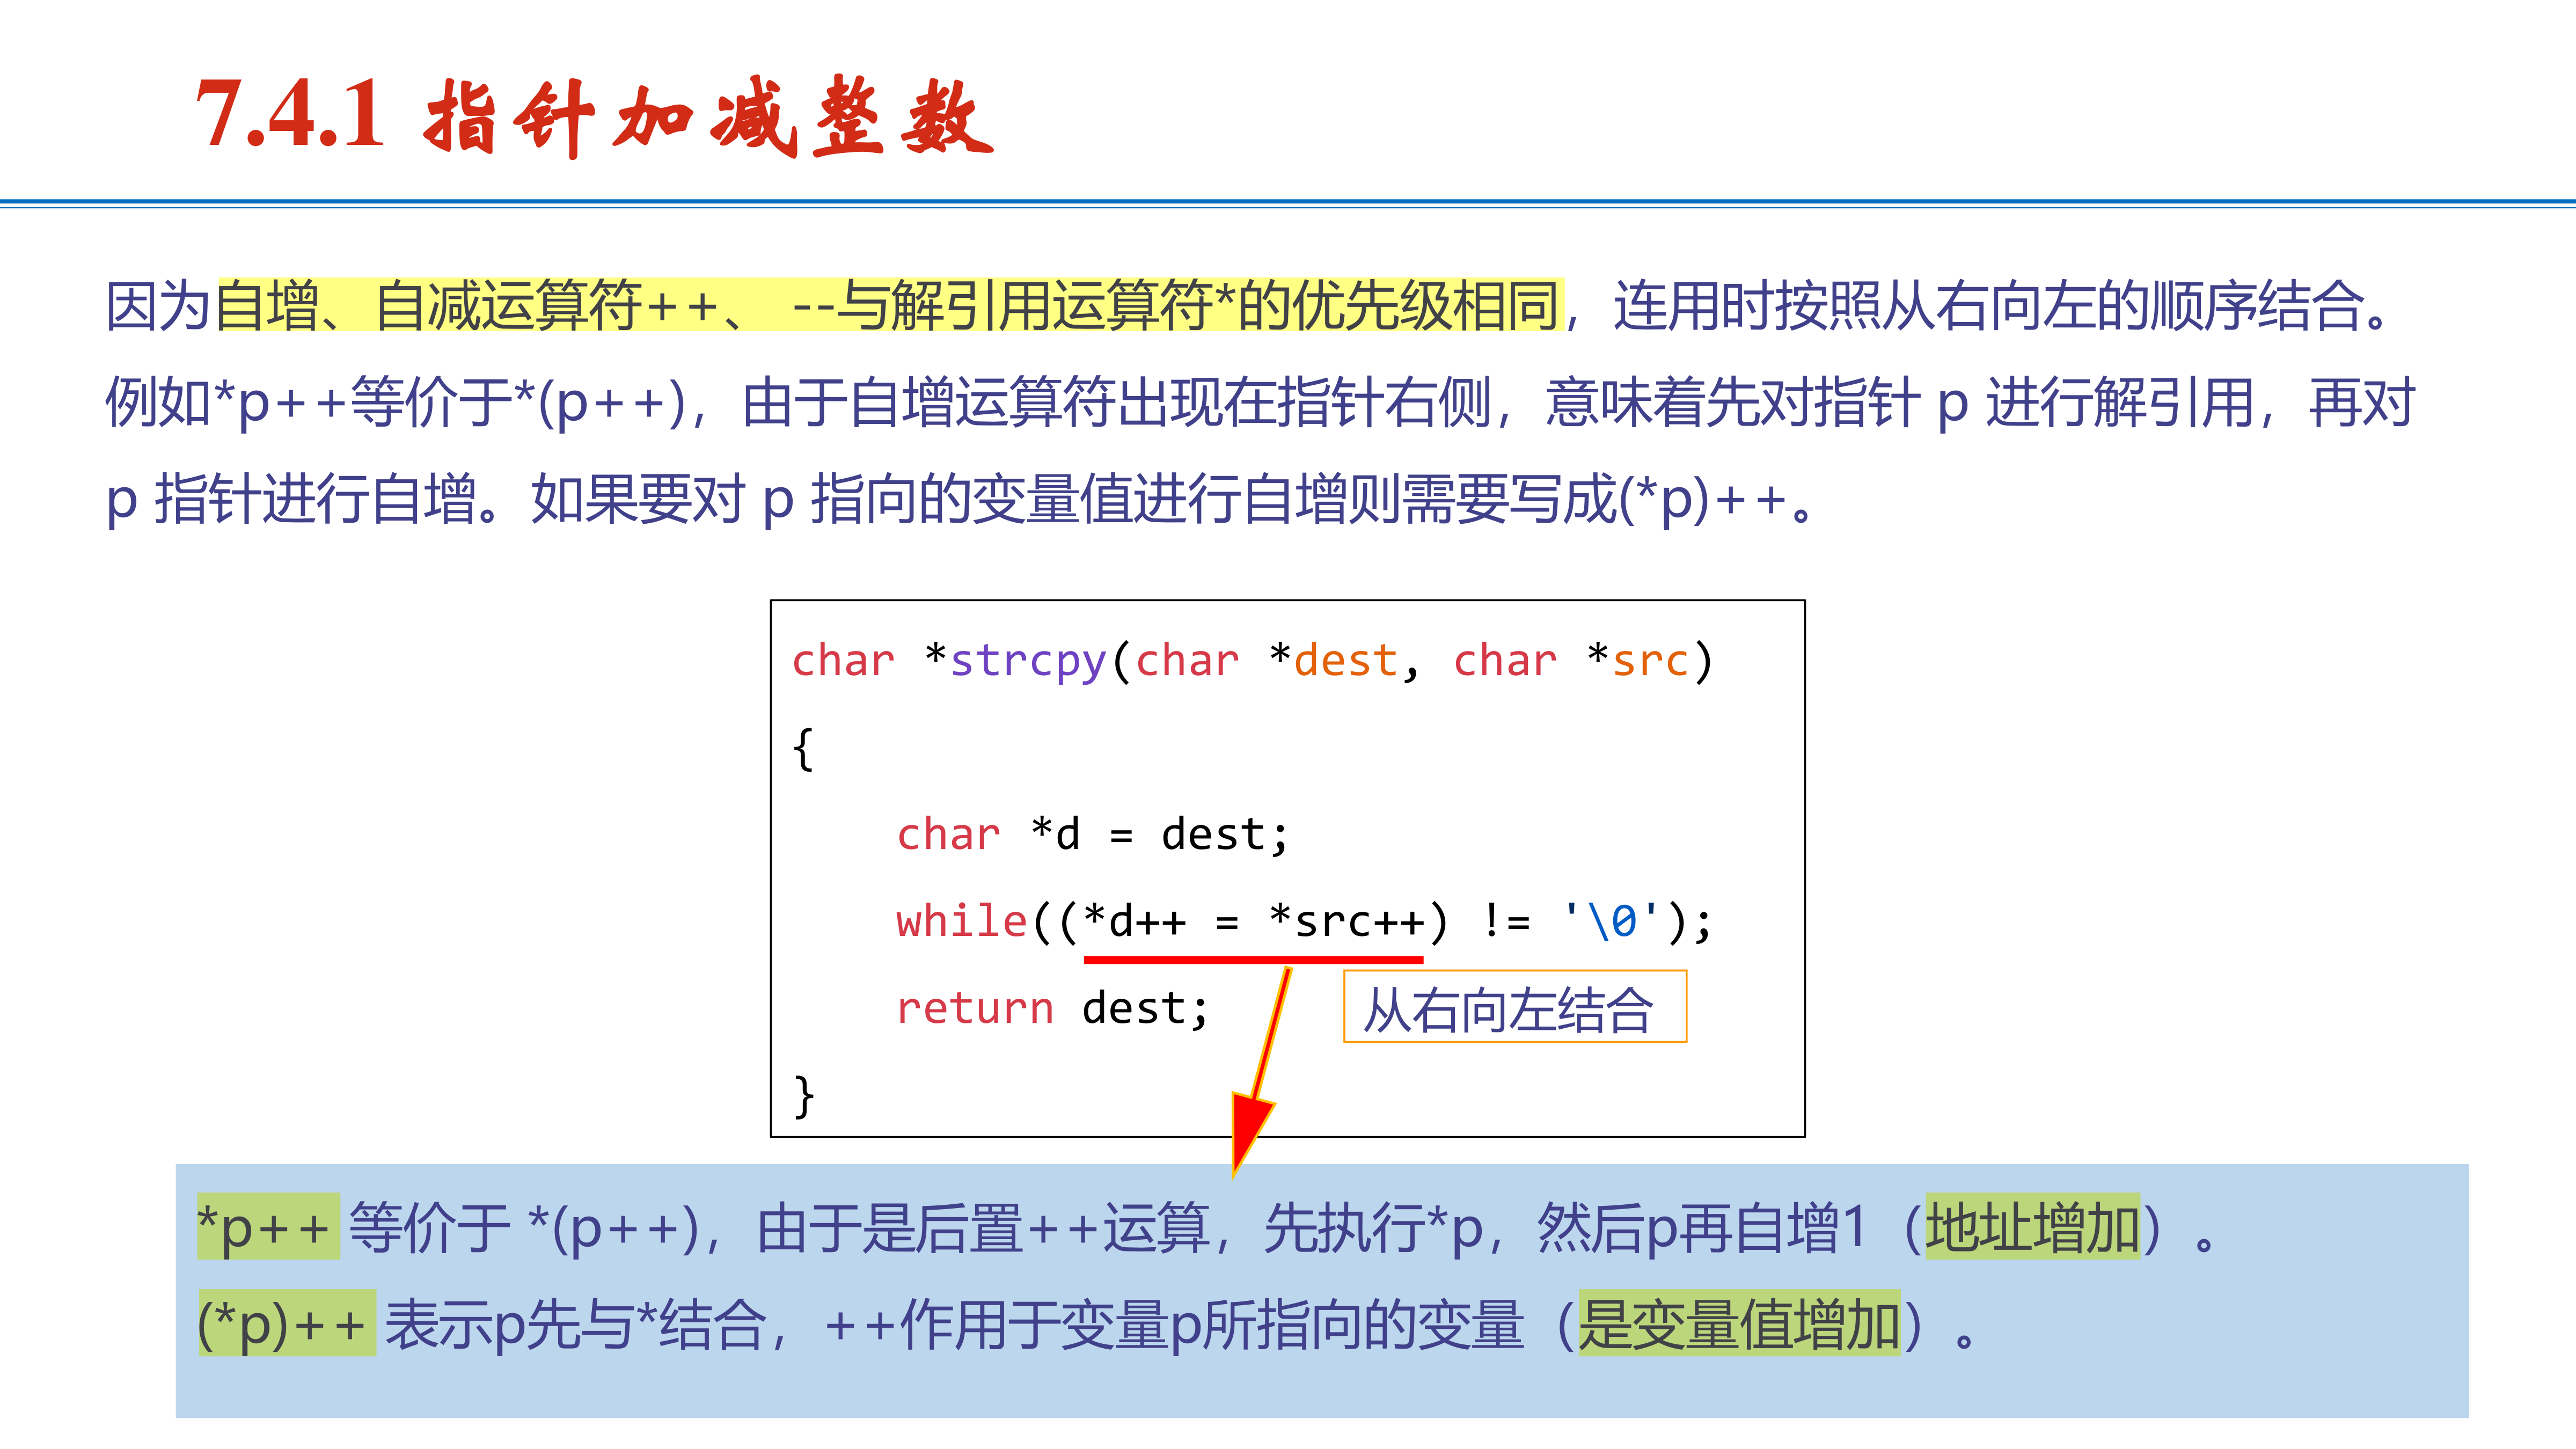 7.4.1 指针加减整数
因为自增、自减运算符++、 --与解引用运算符*的优先级相同，连用时按照从右向左的顺序结合。
例如*p++等价于*(p++)，由于自增运算符出现在指针右侧，意味着先对指针 p 进行解引用，再对
p 指针进行自增。如果要对 p 指向的变量值进行自增则需要写成(*p)++。
char *strcpy(char *dest, char *src)
{
    char *d = dest;
    while((*d++ = *src++) != '\0');
    return dest;
从右向左结合
}
*p++ 等价于 *(p++)，由于是后置++运算，先执行*p，然后p再自增1（地址增加）。
(*p)++ 表示p先与*结合，++作用于变量p所指向的变量（是变量值增加）。